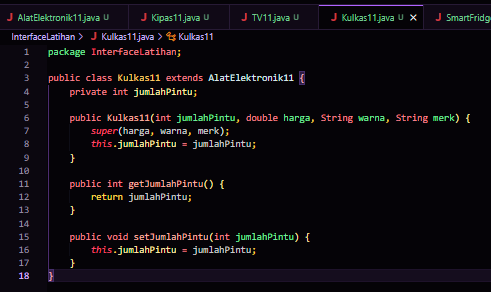 J AlatElektronik11.java U J Kipas11.java U J TV11.java U J Kulkas11.java U × J SmartFridge
InterfaceLatihan > J Kulkas11.java > Kulkas11
1 package InterfaceLatihan;
2
3 public class Kulkas11 extends AlatElektronik11 {
4 private int jumlahPintu;
5
6 public Kulkas11(int jumlahPintu, double harga, String warna, String merk) {
7 super(harga, warna, merk);
8 this.jumlahPintu = jumlahPintu;
9 }
10
11 public int getJumlahPintu() {
12 return jumlahPintu;
13 }
14
15 public void setJumlahPintu(int jumlahPintu) {
16 this.jumlahPintu = jumlahPintu;
17 }
18 }